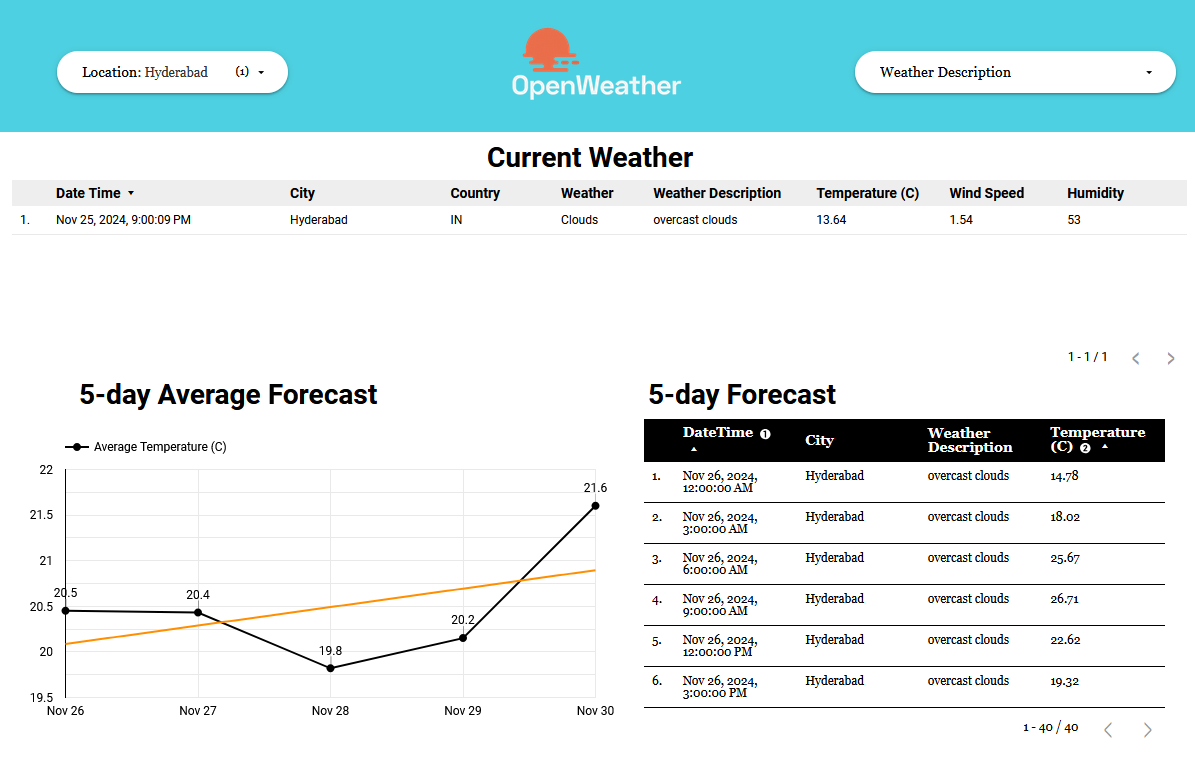 Location: Hyderabad (1)
OpenWeather
Weather Description
Current Weather
Date Time City Country Weather Weather Description Temperature (C) Wind Speed Humidity
1. Nov 25, 2024, 9:00:09 PM Hyderabad IN Clouds overcast clouds 13.64 1.54 53
1 - 1 / 1
5-day Average Forecast
Average Temperature (C)
22
21.5
21
20.5
20
19.5
20.5
20.4
19.8
20.2
21.6
Nov 26 Nov 27 Nov 28 Nov 29 Nov 30
5-day Forecast
DateTime 1 City Weather Description Temperature (C) 2
1. Nov 26, 2024, 12:00:00 AM Hyderabad overcast clouds 14.78
2. Nov 26, 2024, 3:00:00 AM Hyderabad overcast clouds 18.02
3. Nov 26, 2024, 6:00:00 AM Hyderabad overcast clouds 25.67
4. Nov 26, 2024, 9:00:00 AM Hyderabad overcast clouds 26.71
5. Nov 26, 2024, 12:00:00 PM Hyderabad overcast clouds 22.62
6. Nov 26, 2024, 3:00:00 PM Hyderabad overcast clouds 19.32
1 - 40 / 40